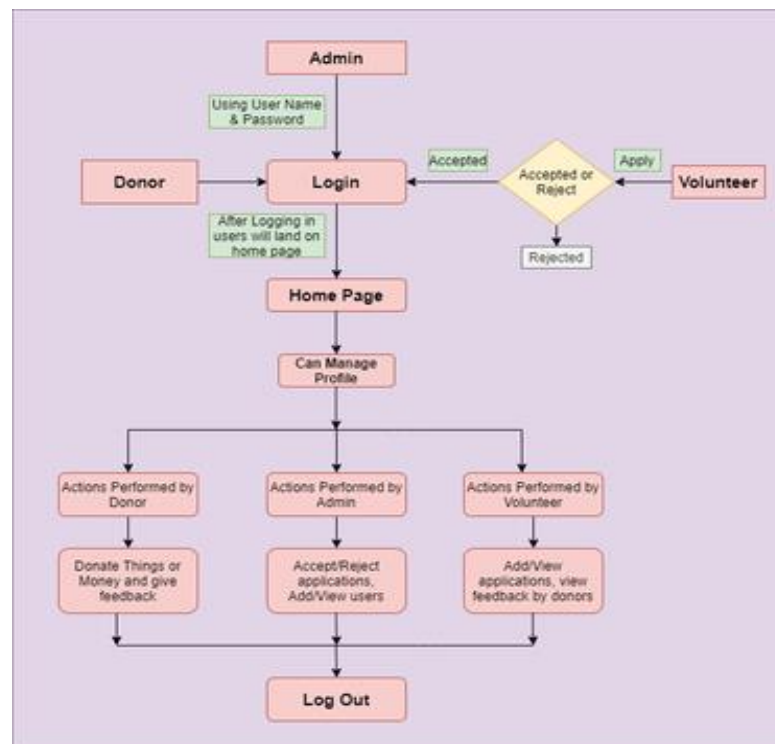 Admin
Using User Name
& Password
Donor
Login
Accepted
Accepted or
Reject
Apply
Volunteer
Rejected
After Logging in
users will land on
home page
Home Page
Can Manage
Profile
Actions Performed by
Donor
Actions Performed by
Admin
Actions Performed by
Volunteer
Donate Things or
Money and give
feedback
Accept/Reject
applications,
Add/View users
Add/View
applications, view
feedback by donors
Log Out